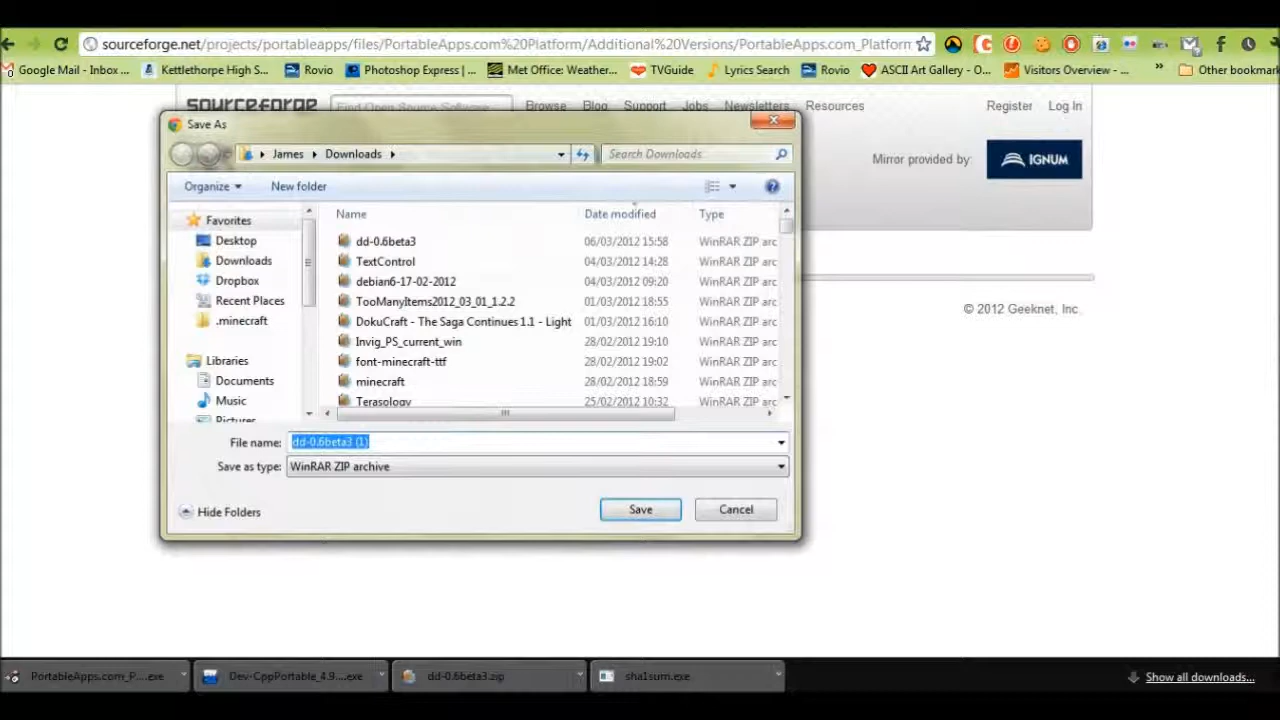 sourceforge.net/projects/portableapps/files/PortableApps.com%20Platform/Additional%20Versions/PortableApps.com_Platform
Google Mail - Inbox ... Kettlethorpe High S... Rovio Photoshop Express | ... Met Office: Weather... TVGuide Lyrics Search Rovio ASCII Art Gallery - O... Visitors Overview - ... » Other bookmark
sourceforge Find Open Source Software Browse Blog Support Jobs Newsletters Resources Register Log In
Save As
James Downloads Search Downloads
Mirror provided by: IGNUM
Organize New folder
Name Date modified Type
Favorites
Desktop
Downloads
Dropbox
Recent Places
.minecraft
Libraries
Documents
Music
Pictures
dd-0.6beta3 06/03/2012 15:58 WinRAR ZIP arc
TextControl 04/03/2012 14:28 WinRAR ZIP arc
debian6-17-02-2012 04/03/2012 09:20 WinRAR ZIP arc
TooManyItems2012_03_01_1.2.2 01/03/2012 18:55 WinRAR ZIP arc
DokuCraft - The Saga Continues 1.1 - Light 01/03/2012 16:10 WinRAR ZIP arc
Invig_PS_current_win 28/02/2012 19:10 WinRAR ZIP arc
font-minecraft-ttf 28/02/2012 19:02 WinRAR ZIP arc
minecraft 28/02/2012 18:59 WinRAR ZIP arc
Terasology 25/02/2012 10:32 WinRAR ZIP arc
© 2012 Geeknet, Inc.
File name: dd-0.6beta3 (1)
Save as type: WinRAR ZIP archive
Hide Folders Save Cancel
PortableApps.com_P....exe Dev-CppPortable_4.9....exe dd-0.6beta3.zip sha1sum.exe Show all downloads...